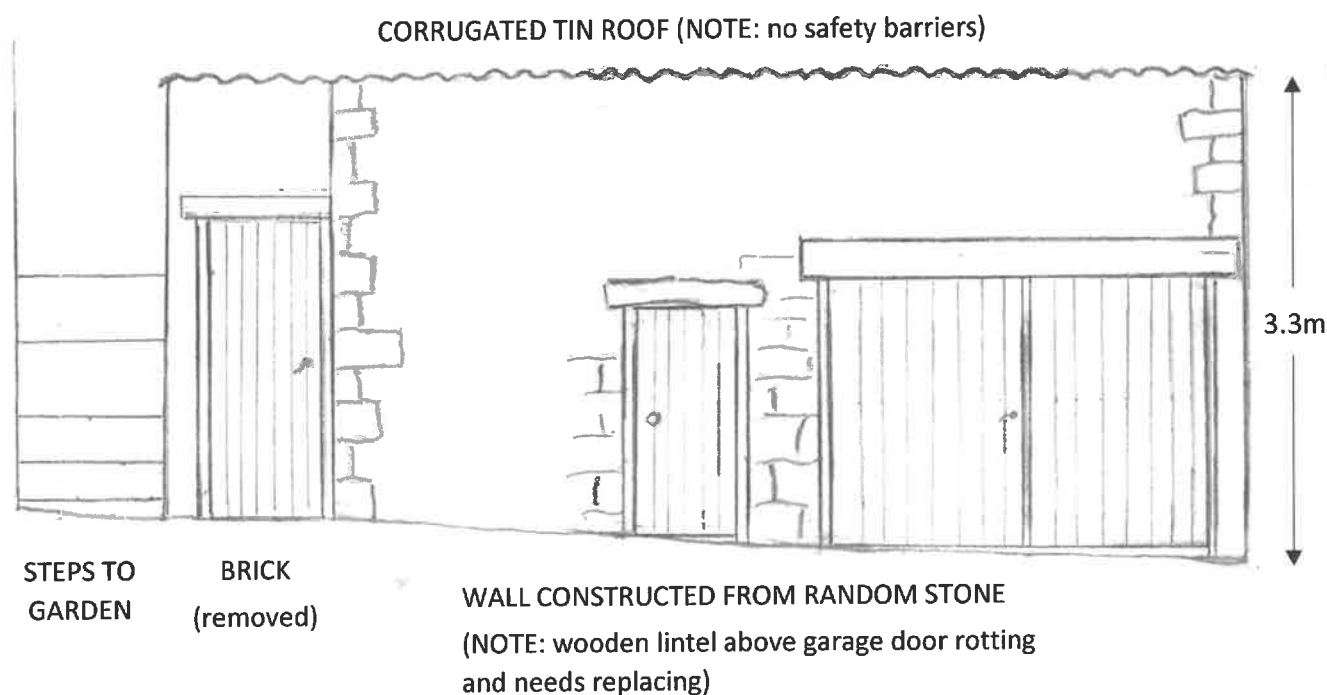 CORRUGATED TIN ROOF (NOTE: no safety barriers)
3.3m
STEPS TO
GARDEN
BRICK
(removed)
WALL CONSTRUCTED FROM RANDOM STONE
(NOTE: wooden lintel above garage door rotting
and needs replacing)